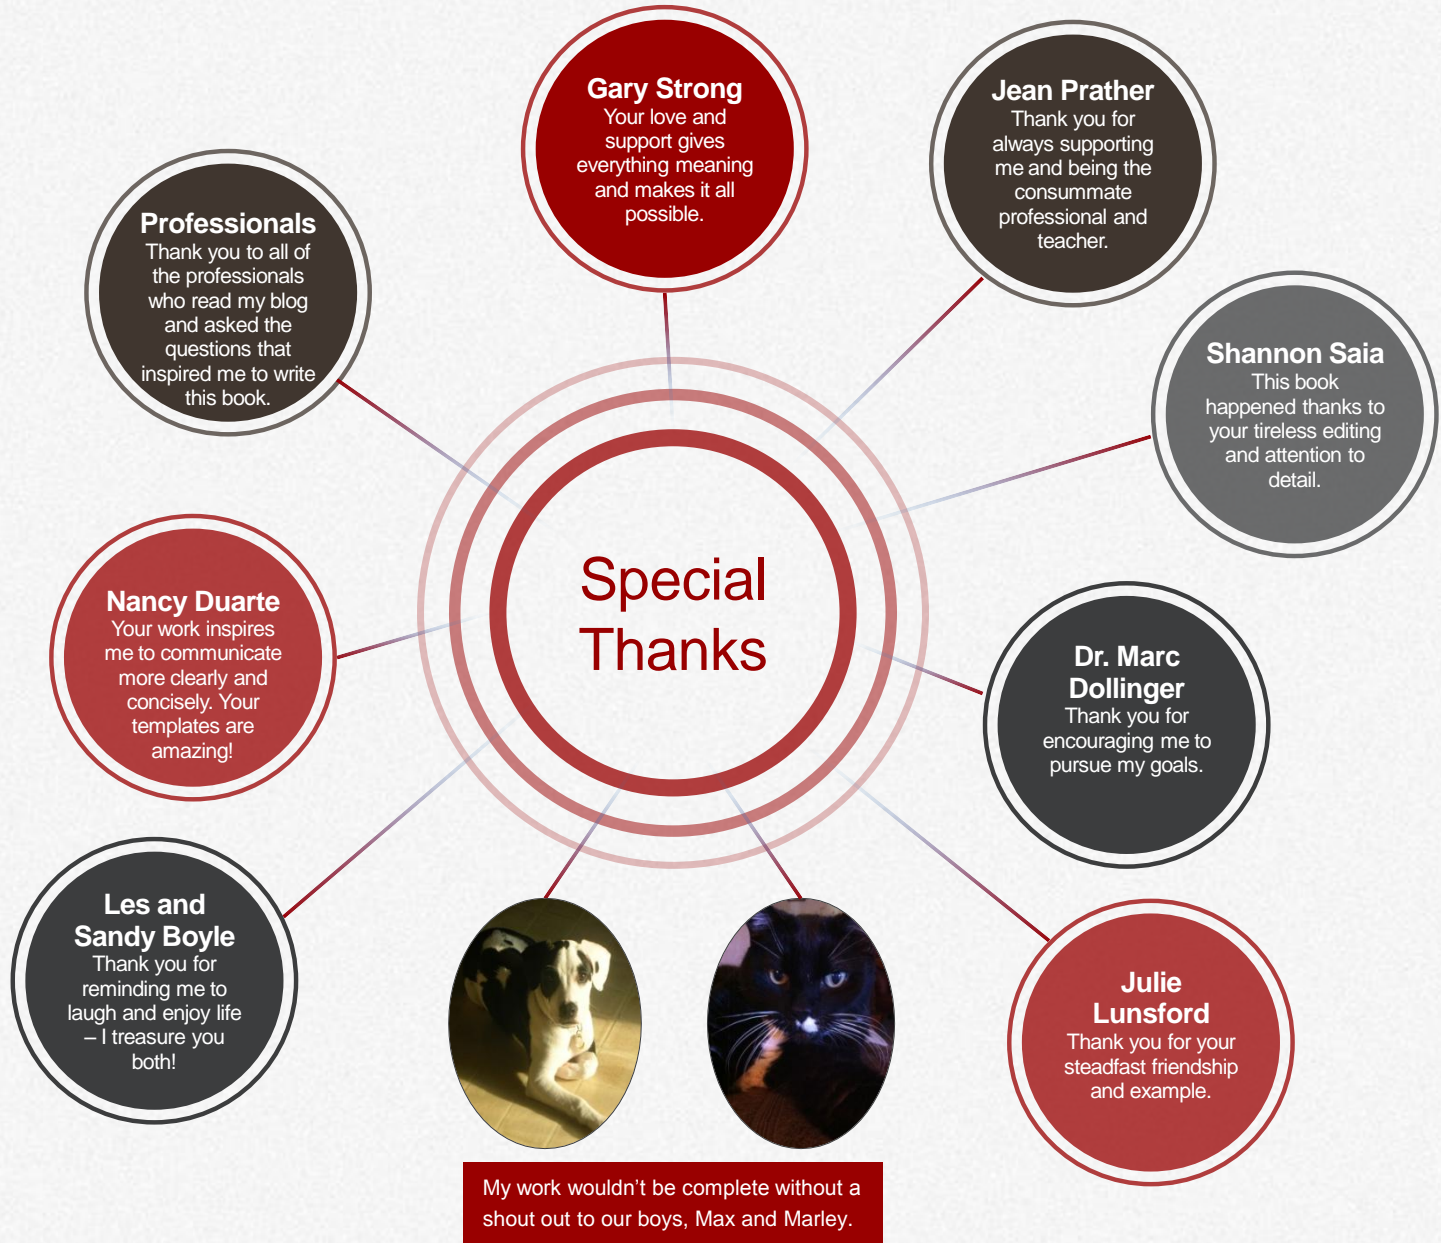 Gary Strong
Your love and
support gives
everything meaning
and makes it all
possible.
Jean Prather
Thank you for
always supporting
me and being the
consummate
professional and
teacher.
Professionals
Thank you to all of
the professionals
who read my blog
and asked the
questions that
inspired me to write
this book.
Shannon Saia
This book
happened thanks to
your tireless editing
and attention to
detail.
Special
Thanks
Nancy Duarte
Your work inspires
me to communicate
more clearly and
concisely. Your
templates are
amazing!
Dr. Marc
Dollinger
Thank you for
encouraging me to
pursue my goals.
Les and
Sandy Boyle
Thank you for
reminding me to
laugh and enjoy life
– I treasure you
both!
Julie
Lunsford
Thank you for your
steadfast friendship
and example.
My work wouldn’t be complete without a
shout out to our boys, Max and Marley.